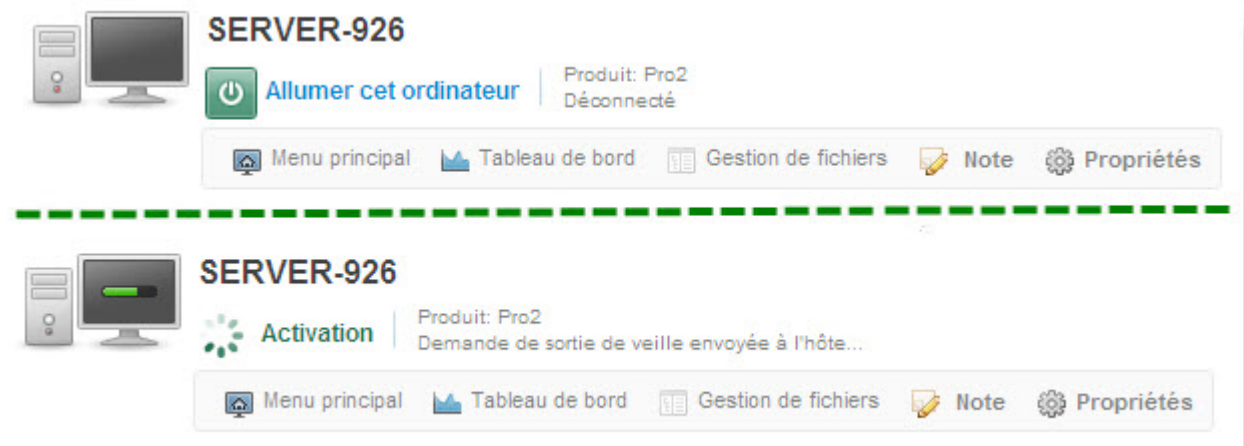 SERVER-926
Allumer cet ordinateur
Produit: Pro2
Déconnecté
Menu principal Tableau de bord Gestion de fichiers Note Propriétés
SERVER-926
Activation
Produit: Pro2
Demande de sortie de veille envoyée à l'hôte...
Menu principal Tableau de bord Gestion de fichiers Note Propriétés